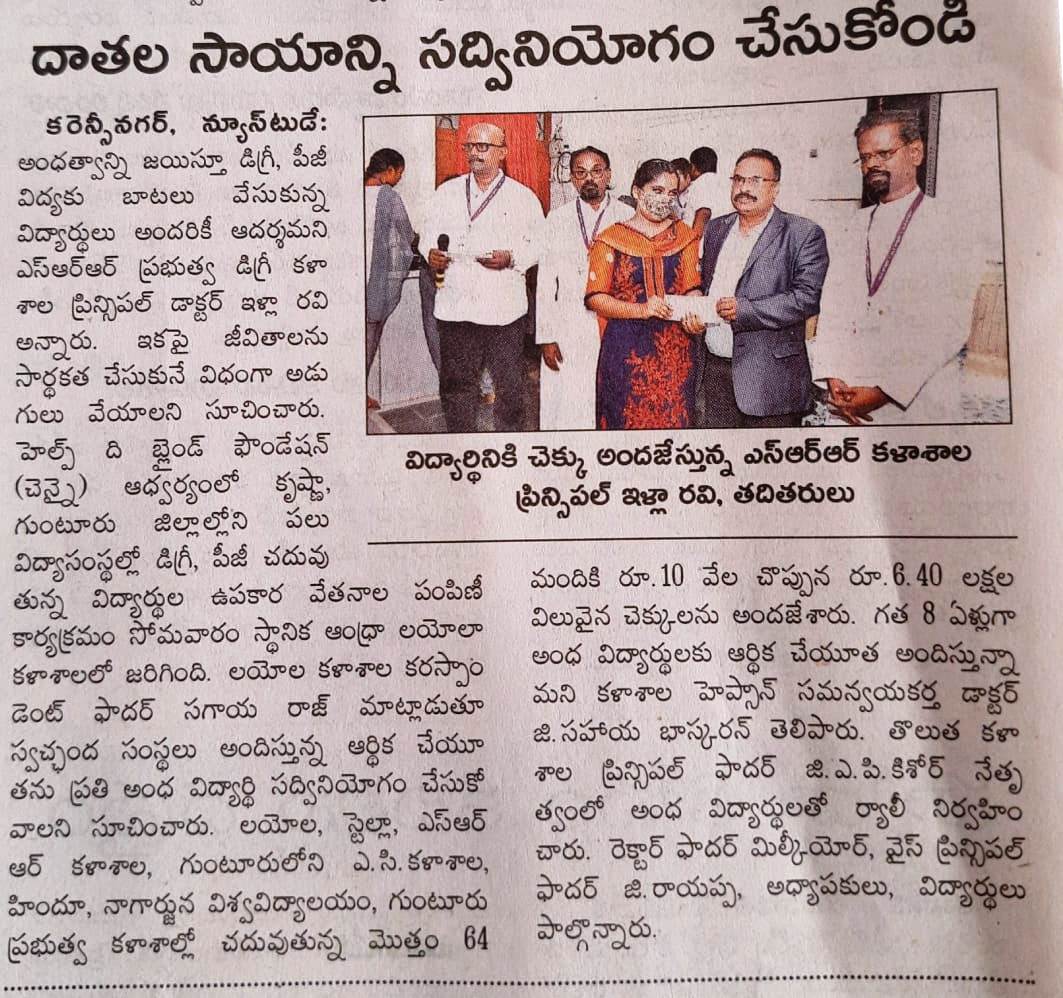 దాతల సాయాన్ని సద్వినియోగం చేసుకోండి
కరెన్సీనగర్, న్యూస్‌టుడే:
అంధత్వాన్ని జయిస్తూ డిగ్రీ, పీజీ
విద్యకు బాటలు వేసుకున్న
విద్యార్థులు అందరికీ ఆదర్శమని
ఎస్ఆర్ఆర్ ప్రభుత్వ డిగ్రీ కళా
శాల ప్రిన్సిపల్ డాక్టర్ ఇళ్లా రవి
అన్నారు. ఇకపై జీవితాలను
సార్థకత చేసుకునే విధంగా అడు
గులు వేయాలని సూచించారు.
హెల్ప్ ది బ్లైండ్ ఫౌండేషన్
(చెన్నై) ఆధ్వర్యంలో కృష్ణా,
గుంటూరు జిల్లాల్లోని పలు
విద్యాసంస్థల్లో డిగ్రీ, పీజీ చదువు
తున్న విద్యార్థుల ఉపకార వేతనాల పంపిణీ
కార్యక్రమం సోమవారం స్థానిక ఆంధ్రా లయోలా
కళాశాలలో జరిగింది. లయోల కళాశాల కరస్పాం
డెంట్ ఫాదర్ సగాయ రాజ్ మాట్లాడుతూ
స్వచ్ఛంద సంస్థలు అందిస్తున్న ఆర్థిక చేయూ
తను ప్రతి అంధ విద్యార్థి సద్వినియోగం చేసుకో
వాలని సూచించారు. లయోల, స్టెల్లా, ఎస్ఆర్
ఆర్ కళాశాల, గుంటూరులోని ఎ.సి.కళాశాల,
హిందూ, నాగార్జున విశ్వవిద్యాలయం, గుంటూరు
ప్రభుత్వ కళాశాల్లో చదువుతున్న మొత్తం 64
విద్యార్థినికి చెక్కు అందజేస్తున్న ఎస్ఆర్ఆర్ కళాశాల
ప్రిన్సిపల్ ఇళ్లా రవి, తదితరులు
మందికి రూ.10 వేల చొప్పున రూ.6.40 లక్షల
విలువైన చెక్కులను అందజేశారు. గత 8 ఏళ్లుగా
అంధ విద్యార్థులకు ఆర్థిక చేయూత అందిస్తున్నా
మని కళాశాల హెప్సాన్ సమన్వయకర్త డాక్టర్
జి.సహాయ భాస్కరన్ తెలిపారు. తొలుత కళా
శాల ప్రిన్సిపల్ ఫాదర్ జి.ఎ.పి.కిశోర్ నేతృ
త్వంలో అంధ విద్యార్థులతో ర్యాలీ నిర్వహిం
చారు. రెక్టార్ ఫాదర్ మిల్కీయోర్, వైస్ ప్రిన్సిపల్
ఫాదర్ జి.రాయప్ప, అధ్యాపకులు, విద్యార్థులు
పాల్గొన్నారు.